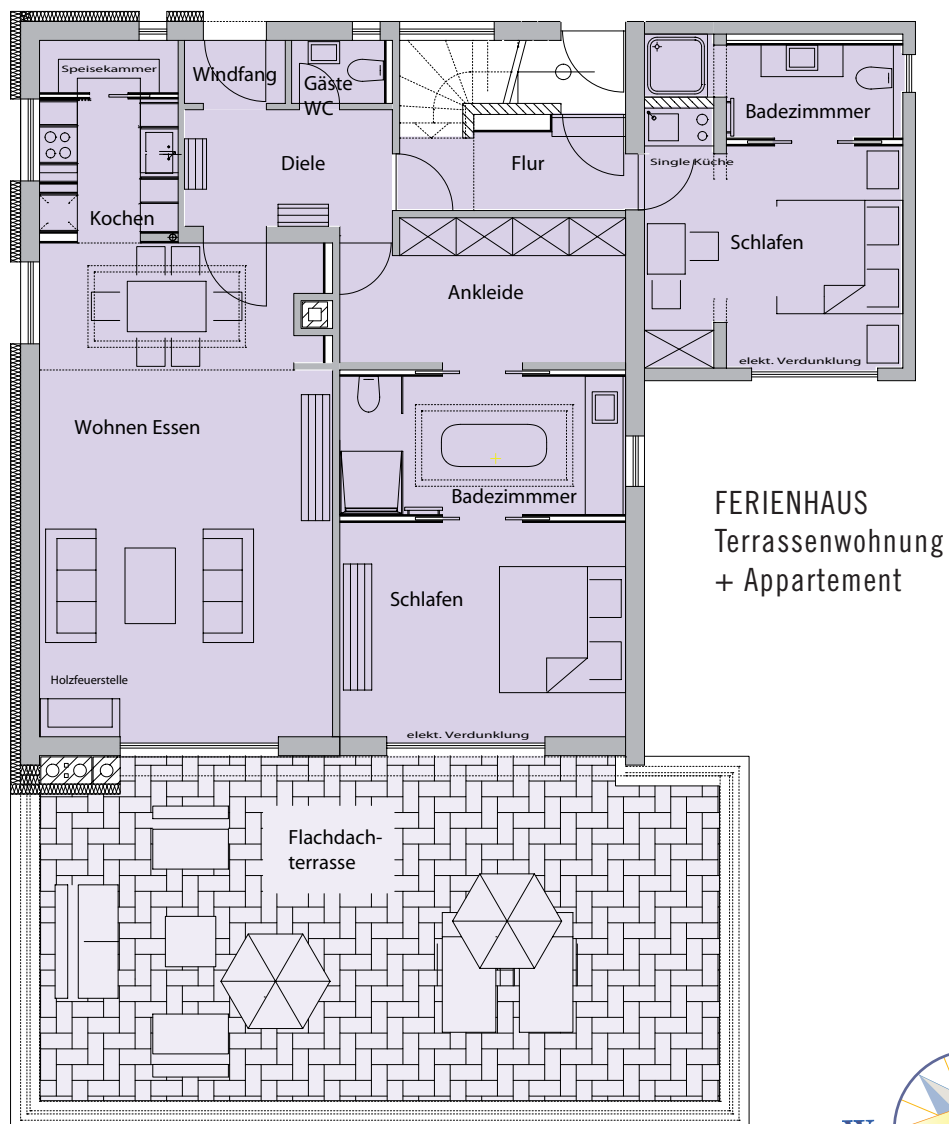 Speisekammer
Windfang
Gäste
WC
Badezimmmer
Diele
Flur
Single Küche
Kochen
Schlafen
Ankleide
elekt. Verdunklung
Wohnen Essen
Badezimmmer
FERIENHAUS
Terrassenwohnung
+ Appartement
Schlafen
Holzfeuerstelle
elekt. Verdunklung
Flachdach-
terrasse
W